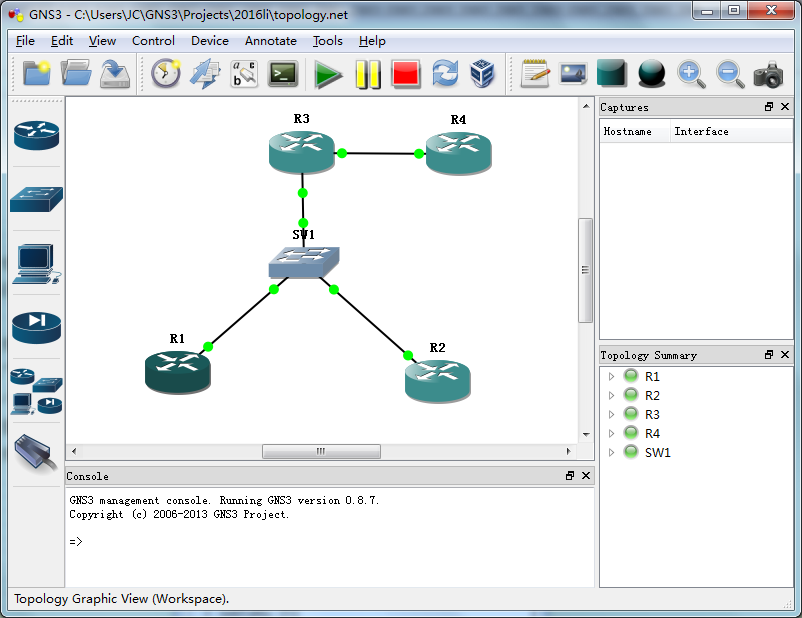 GNS3 - C:\Users\JC\GNS3\Projects\2016li\topology.net
File Edit View Control Device Annotate Tools Help
a c
b
R3
R4
SW1
R1
R2
Captures
Hostname Interface
Topology Summary
R1
R2
R3
R4
SW1
Console
GNS3 management console. Running GNS3 version 0.8.7.
Copyright (c) 2006-2013 GNS3 Project.
=>
Topology Graphic View (Workspace).